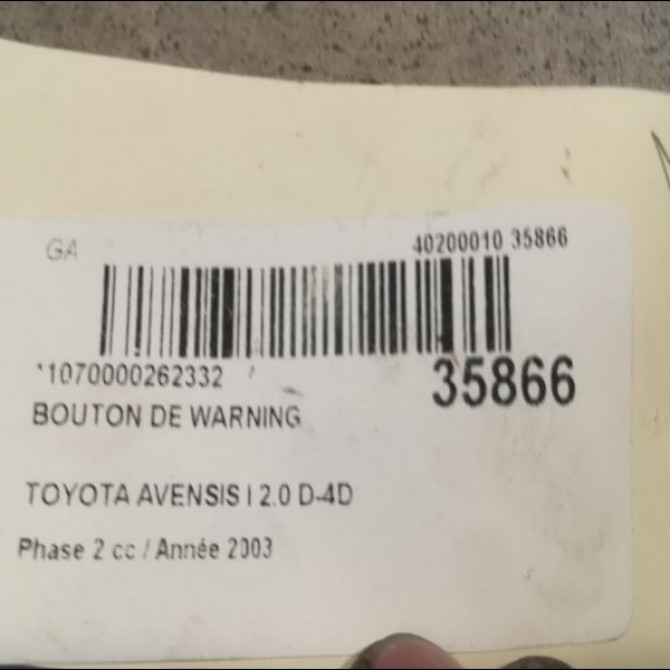 GA
40200010 35866
*1070000262332
35866
BOUTON DE WARNING
TOYOTA AVENSIS I 2.0 D-4D
Phase 2 cc / Année 2003